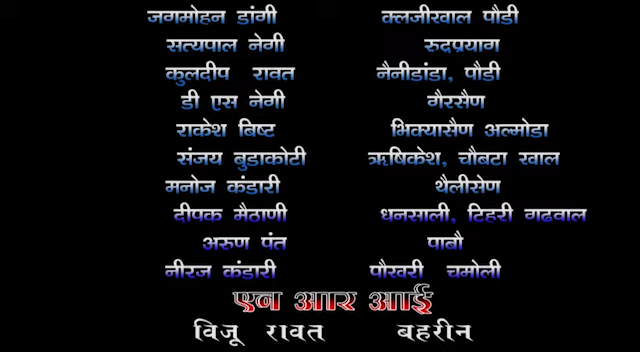 जगमोहन डांगी क्लजीखाल पौडी
सत्यपाल नेगी रुद्रप्रयाग
कुलदीप रावत नैनीडांडा, पौडी
डी एस नेगी गैरसैण
राकेश बिष्ट भिक्यासैण अल्मोडा
संजय बुडाकोटी ऋषिकेश, चौबटा खाल
मनोज कंडारी थैलीसेण
दीपक मैठाणी धनसाली, टिहरी गढवाल
अरुण पंत पाबौ
नीरज कंडारी पौखरी चमोली
एन आर आई
विजू रावत बहरीन